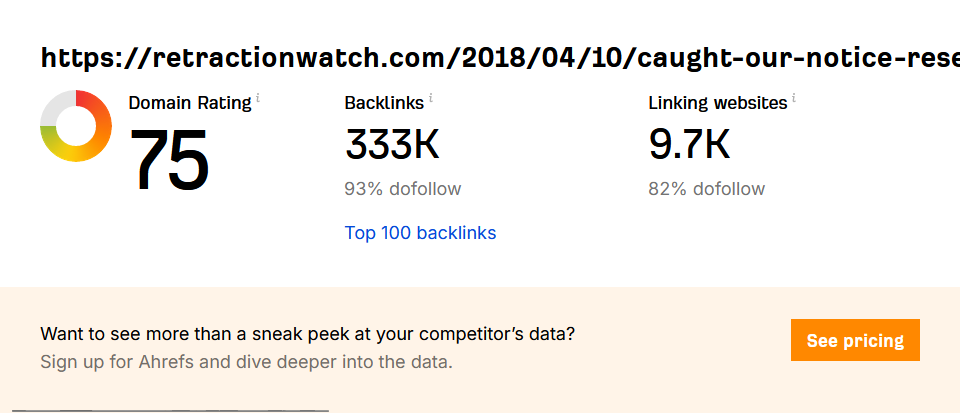 https://retractionwatch.com/2018/04/10/caught-our-notice-rese
Domain Rating i
Backlinks i
Linking websites i
75
333K
9.7K
93% dofollow
82% dofollow
Top 100 backlinks
Want to see more than a sneak peek at your competitor’s data?
Sign up for Ahrefs and dive deeper into the data.
See pricing